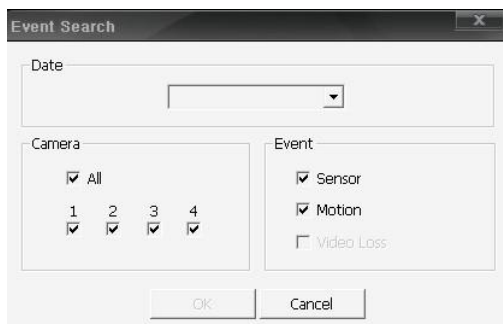 Event Search
x
Date
Camera
Event
All
Sensor
1 2 3 4
Motion
Video Loss
OK
Cancel